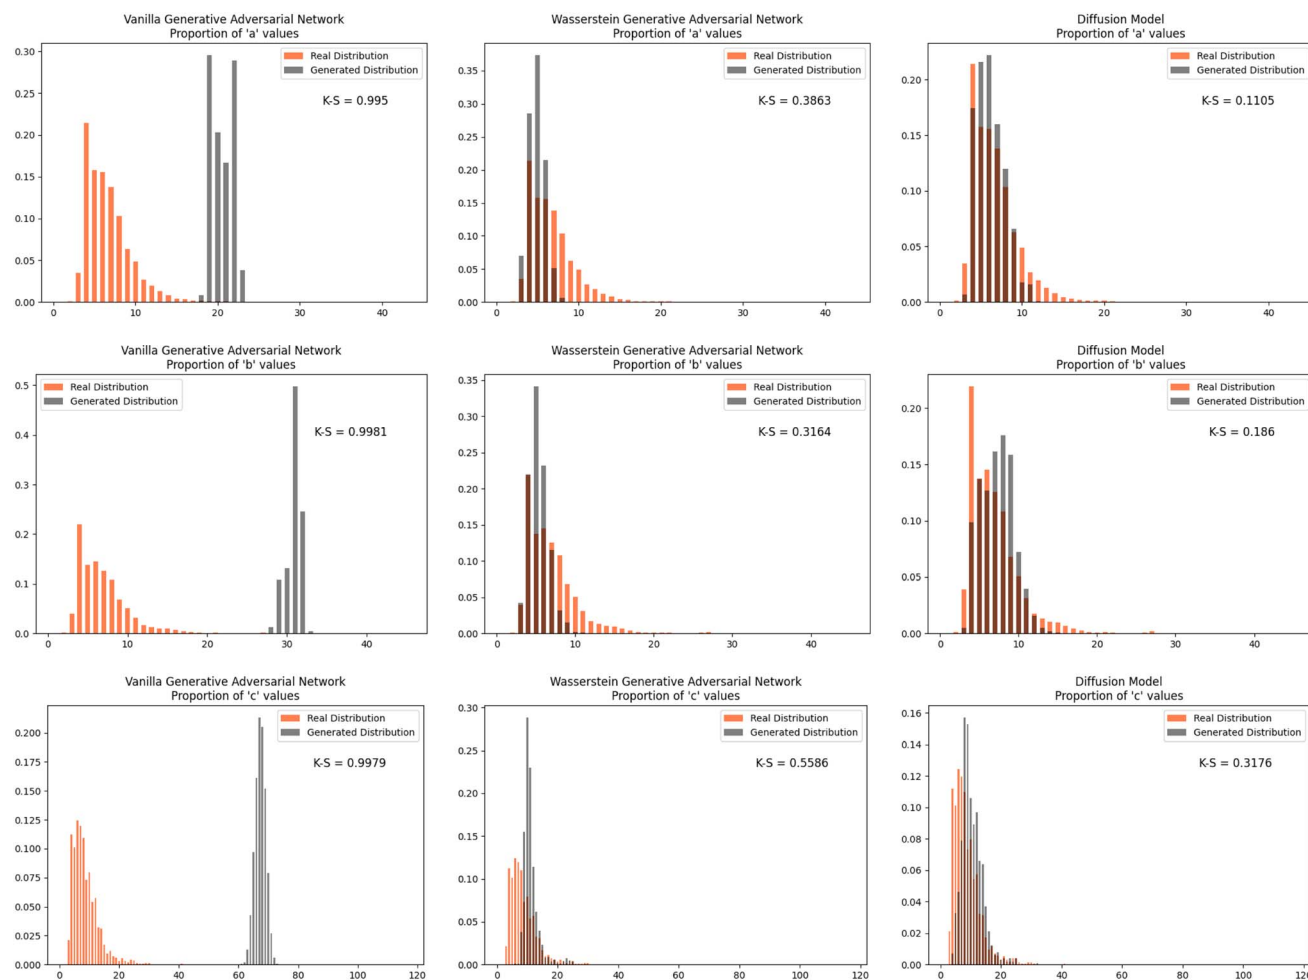 Vanilla Generative Adversarial Network
Proportion of 'a' values
Real Distribution
Generated Distribution
K-S = 0.995
0.30
0.25
0.20
0.15
0.10
0.05
0.00
0 10 20 30 40
Wasserstein Generative Adversarial Network
Proportion of 'a' values
Real Distribution
Generated Distribution
K-S = 0.3863
0.35
0.30
0.25
0.20
0.15
0.10
0.05
0.00
0 10 20 30 40
Diffusion Model
Proportion of 'a' values
Real Distribution
Generated Distribution
K-S = 0.1105
0.20
0.15
0.10
0.05
0.00
0 10 20 30 40
Vanilla Generative Adversarial Network
Proportion of 'b' values
Real Distribution
Generated Distribution
K-S = 0.9981
0.5
0.4
0.3
0.2
0.1
0.0
0 10 20 30 40
Wasserstein Generative Adversarial Network
Proportion of 'b' values
Real Distribution
Generated Distribution
K-S = 0.3164
0.35
0.30
0.25
0.20
0.15
0.10
0.05
0.00
0 10 20 30 40
Diffusion Model
Proportion of 'b' values
Real Distribution
Generated Distribution
K-S = 0.186
0.20
0.15
0.10
0.05
0.00
0 10 20 30 40
Vanilla Generative Adversarial Network
Proportion of 'c' values
Real Distribution
Generated Distribution
K-S = 0.9979
0.200
0.175
0.150
0.125
0.100
0.075
0.050
0.025
0.000
0 20 40 60 80 100 120
Wasserstein Generative Adversarial Network
Proportion of 'c' values
Real Distribution
Generated Distribution
K-S = 0.5586
0.30
0.25
0.20
0.15
0.10
0.05
0.00
0 20 40 60 80 100 120
Diffusion Model
Proportion of 'c' values
Real Distribution
Generated Distribution
K-S = 0.3176
0.16
0.14
0.12
0.10
0.08
0.06
0.04
0.02
0.00
0 20 40 60 80 100 120